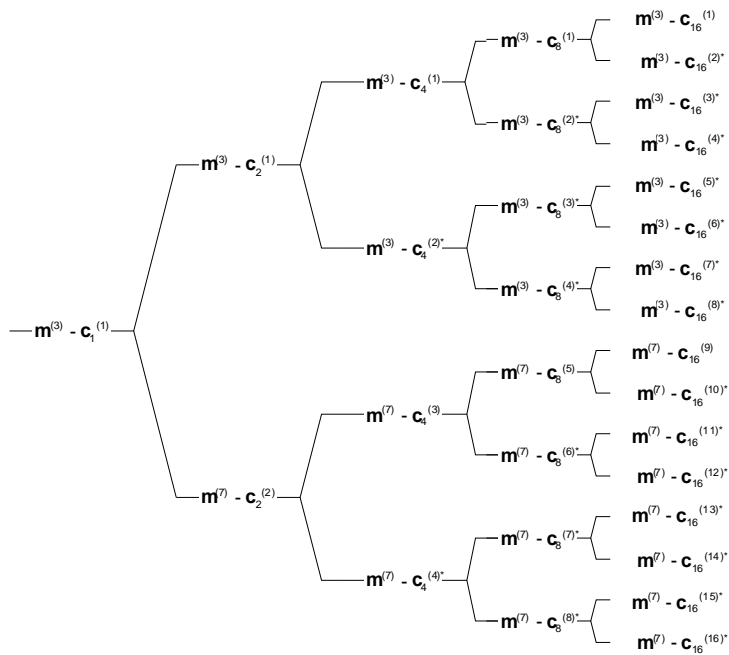 m(3) - c16(1)
m(3) - c8(1)
m(3) - c16(2)*
m(3) - c4(1)
m(3) - c16(3)*
m(3) - c8(2)*
m(3) - c16(4)*
m(3) - c2(1)
m(3) - c16(5)*
m(3) - c8(3)*
m(3) - c16(6)*
m(3) - c4(2)*
m(3) - c16(7)*
m(3) - c8(4)*
m(3) - c16(8)*
m(3) - c1(1)
m(7) - c16(9)
m(7) - c8(5)
m(7) - c16(10)*
m(7) - c4(3)
m(7) - c16(11)*
m(7) - c8(6)*
m(7) - c16(12)*
m(7) - c2(2)
m(7) - c16(13)*
m(7) - c8(7)*
m(7) - c16(14)*
m(7) - c4(4)*
m(7) - c16(15)*
m(7) - c8(8)*
m(7) - c16(16)*